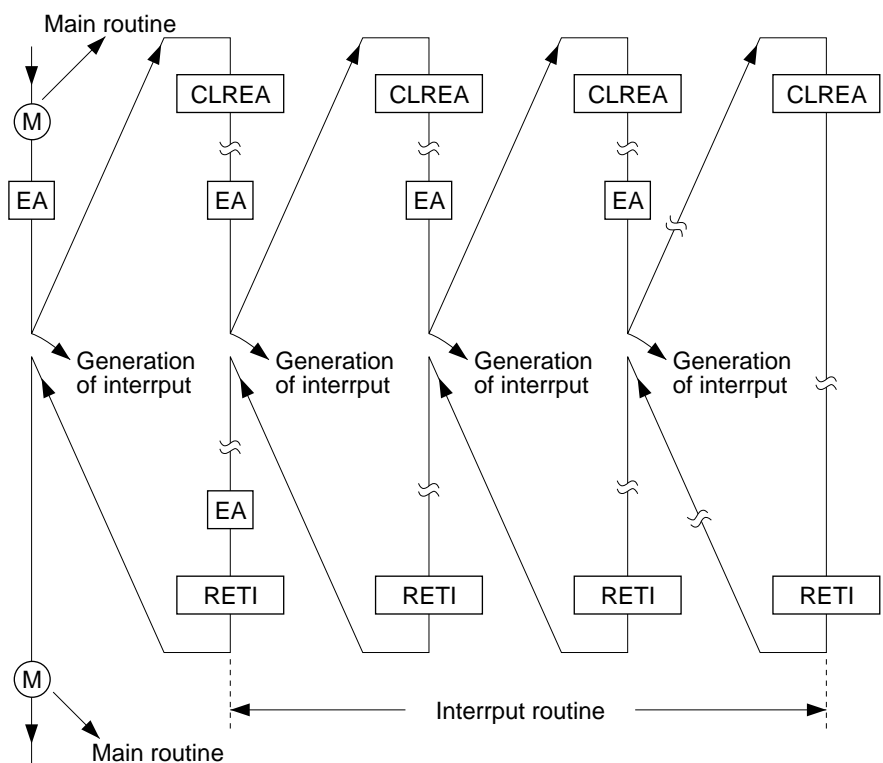 Main routine
CLREA
CLREA
CLREA
CLREA
M
EA
EA
EA
EA
Generation
of interrput
Generation
of interrput
Generation
of interrput
Generation
of interrput
EA
RETI
RETI
RETI
RETI
M
Interrput routine
Main routine